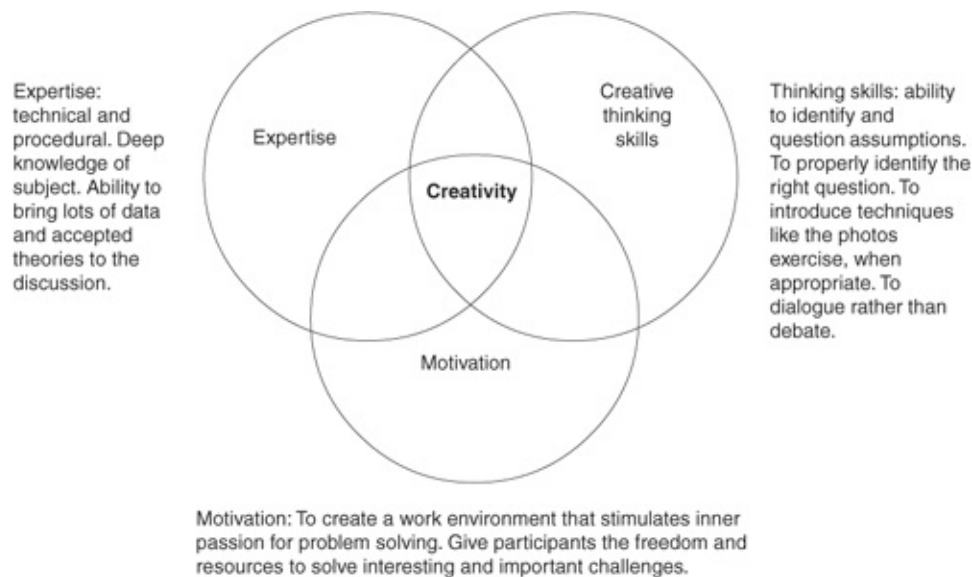 Expertise:
technical and
procedural. Deep
knowledge of
subject. Ability to
bring lots of data
and accepted
theories to the
discussion.
Expertise
Creative
thinking
skills
Creativity
Motivation
Thinking skills: ability
to identify and
question assumptions.
To properly identify the
right question. To
introduce techniques
like the photos
exercise, when
appropriate. To
dialogue rather than
debate.
Motivation: To create a work environment that stimulates inner
passion for problem solving. Give participants the freedom and
resources to solve interesting and important challenges.